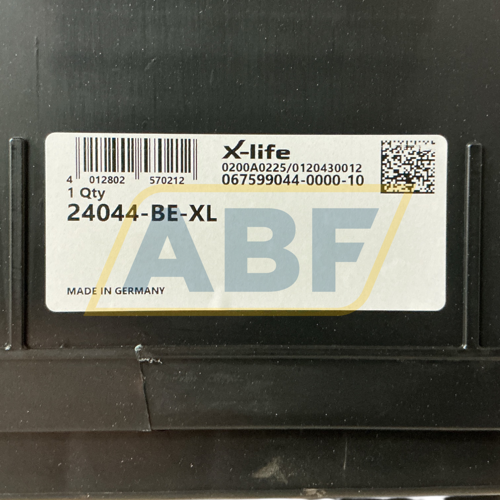 X-life
4 012802 570212
0200A0225/0120430012
067599044-0000-10
1 Qty
24044-BE-XL
ABF
MADE IN GERMANY